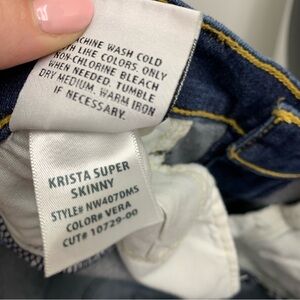 MACHINE WASH COLD
WITH LIKE COLORS ONLY
NON-CHLORINE BLEACH
WHEN NEEDED. TUMBLE
DRY MEDIUM. WARM IRON
IF NECESSARY.
KRISTA SUPER
SKINNY
STYLE# NW407DMS
COLOR# VERA
CUT# 10729-00